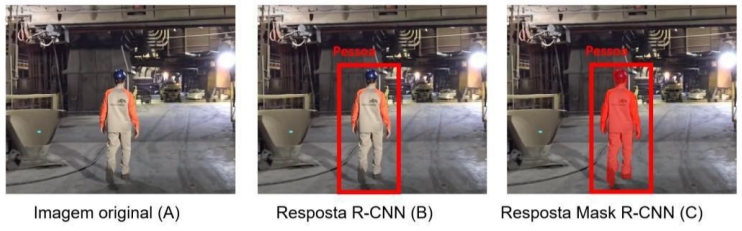 Pessoa
Pessoa
Imagem original (A)
Resposta R-CNN (B)
Resposta Mask R-CNN (C)